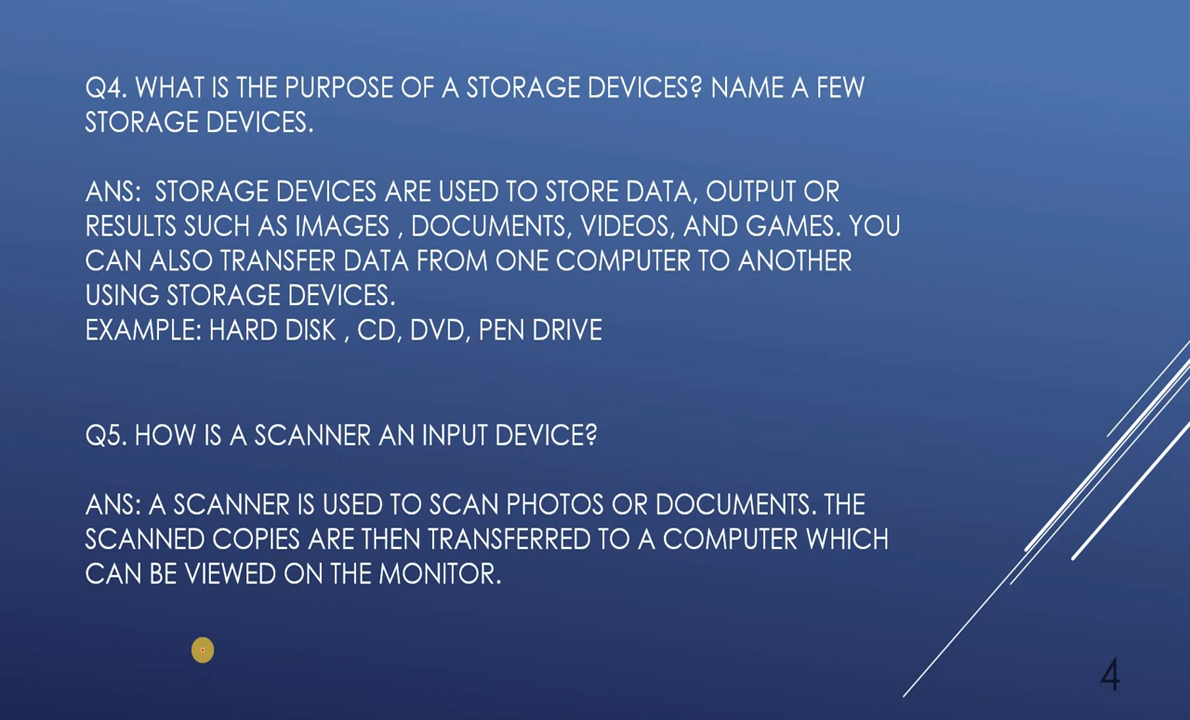 Q4. WHAT IS THE PURPOSE OF A STORAGE DEVICES? NAME A FEW
STORAGE DEVICES.
ANS:  STORAGE DEVICES ARE USED TO STORE DATA, OUTPUT OR
RESULTS SUCH AS IMAGES , DOCUMENTS, VIDEOS, AND GAMES. YOU
CAN ALSO TRANSFER DATA FROM ONE COMPUTER TO ANOTHER
USING STORAGE DEVICES.
EXAMPLE: HARD DISK , CD, DVD, PEN DRIVE
Q5. HOW IS A SCANNER AN INPUT DEVICE?
ANS: A SCANNER IS USED TO SCAN PHOTOS OR DOCUMENTS. THE
SCANNED COPIES ARE THEN TRANSFERRED TO A COMPUTER WHICH
CAN BE VIEWED ON THE MONITOR.
4